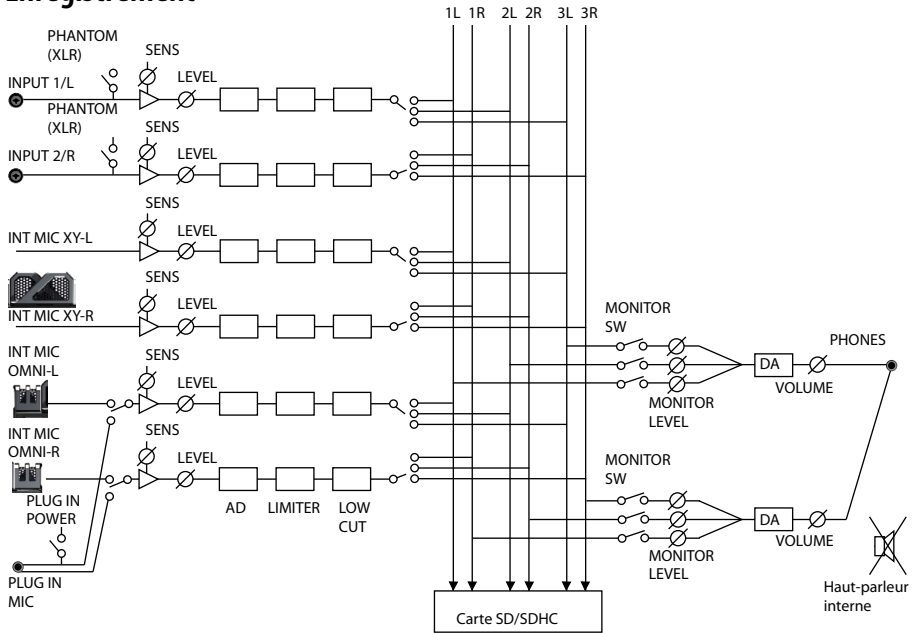 Enregistrement
1L 1R 2L 2R 3L 3R
PHANTOM
(XLR)
SENS
LEVEL
INPUT 1/L
PHANTOM
(XLR)
SENS
LEVEL
INPUT 2/R
SENS
LEVEL
INT MIC XY-L
SENS
LEVEL
INT MIC XY-R
MONITOR
SW
PHONES
DA
VOLUME
MONITOR
LEVEL
INT MIC
OMNI-L
SENS
LEVEL
INT MIC
OMNI-R
SENS
LEVEL
AD
LIMITER
LOW
CUT
MONITOR
SW
DA
VOLUME
MONITOR
LEVEL
PLUG IN
POWER
PLUG IN
MIC
Carte SD/SDHC
Haut-parleur
interne